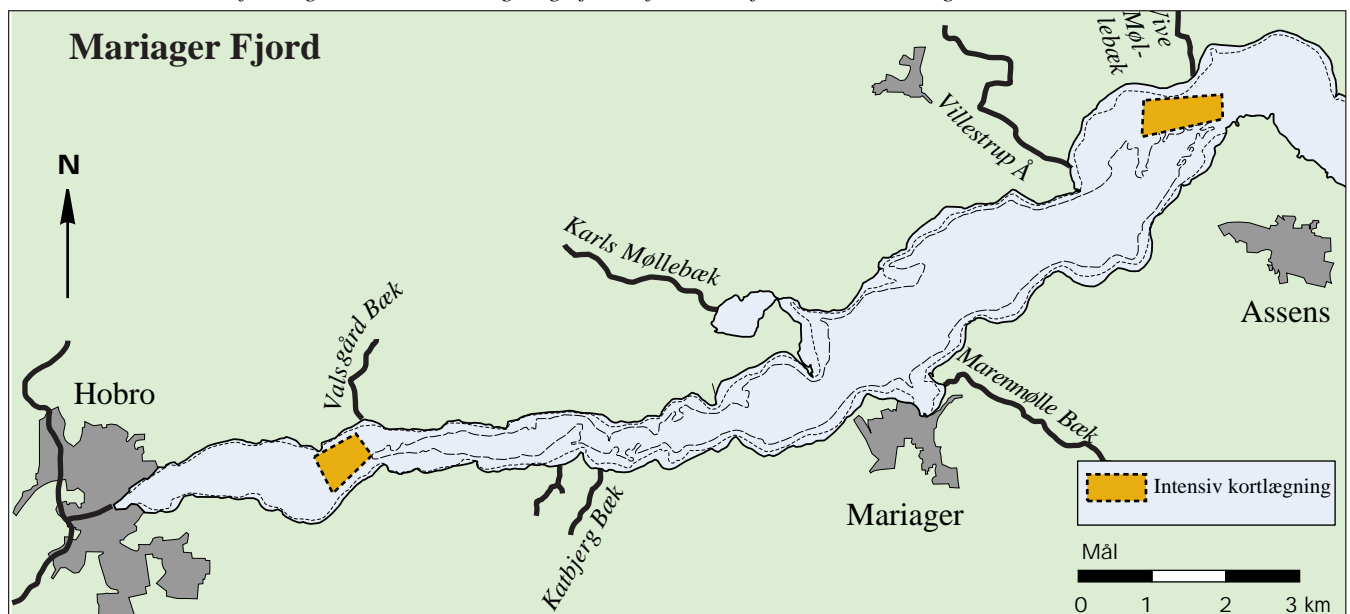 Mariager Fjord
Vive
Møl-
lebæk
Villestrup Å
N
Karls Møllebæk
Assens
Valsgård Bæk
Marenmølle Bæk
Hobro
Intensiv kortlægning
Mariager
Katbjerg Bæk
Mål
0 1 2 3 km